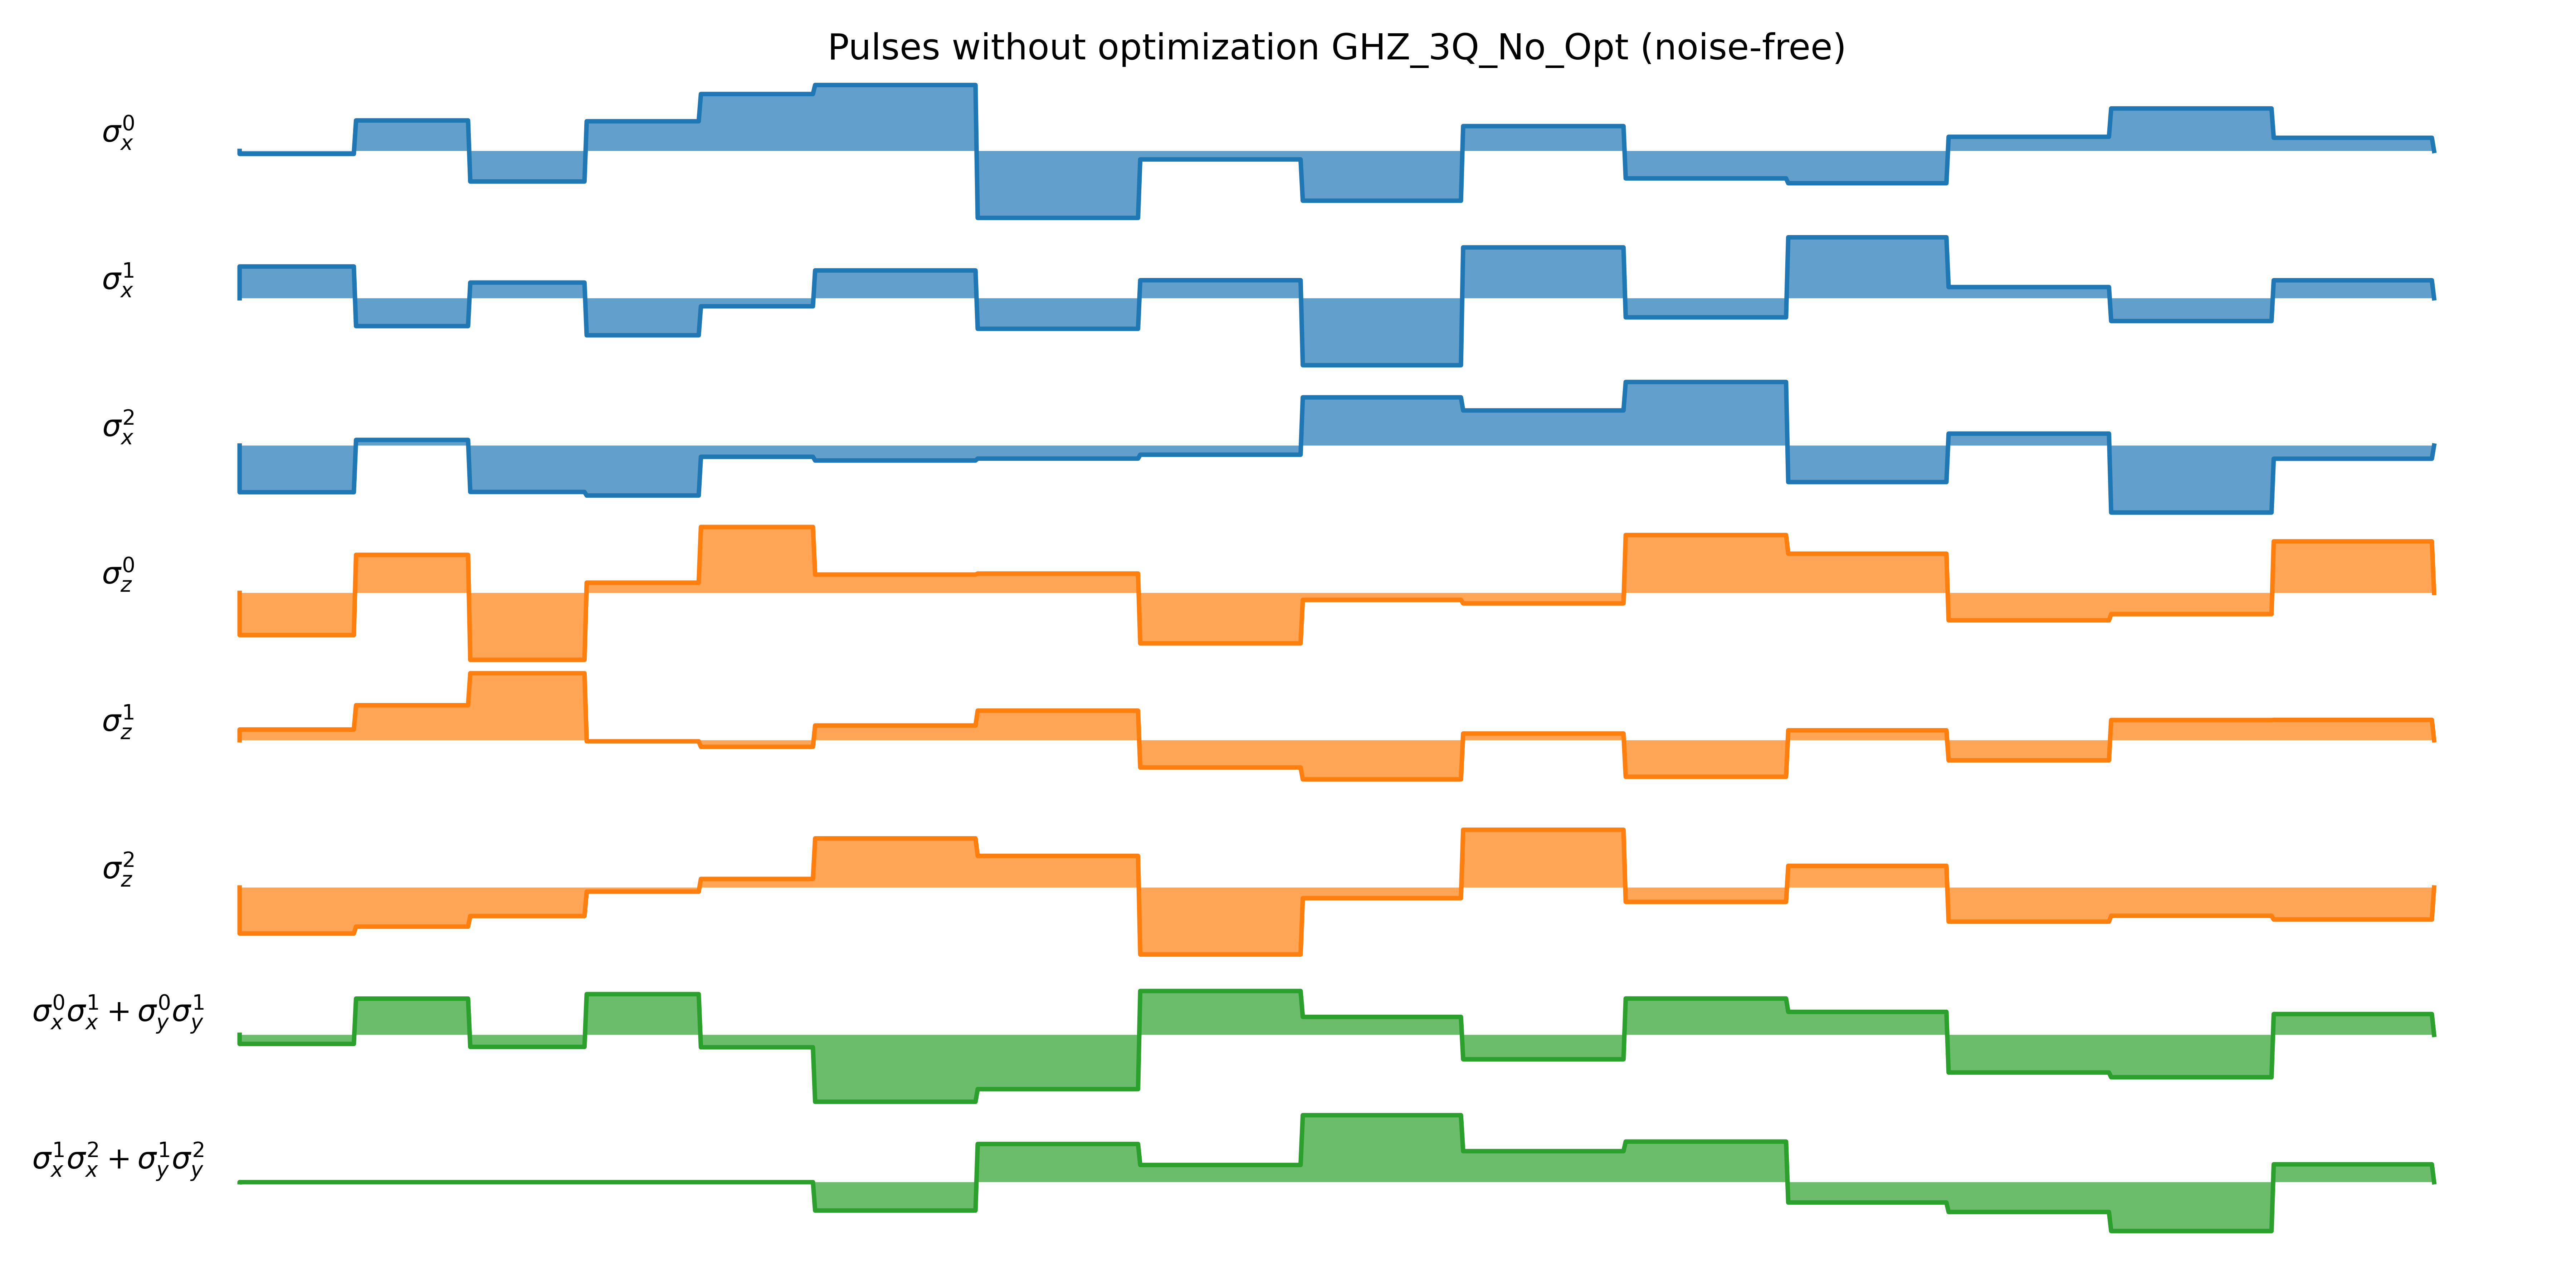 Pulses without optimization GHZ_3Q_No_Opt (noise-free)
σ_x^0
σ_x^1
σ_x^2
σ_z^0
σ_z^1
σ_z^2
σ_x^0σ_x^1 + σ_y^0σ_y^1
σ_x^1σ_x^2 + σ_y^1σ_y^2